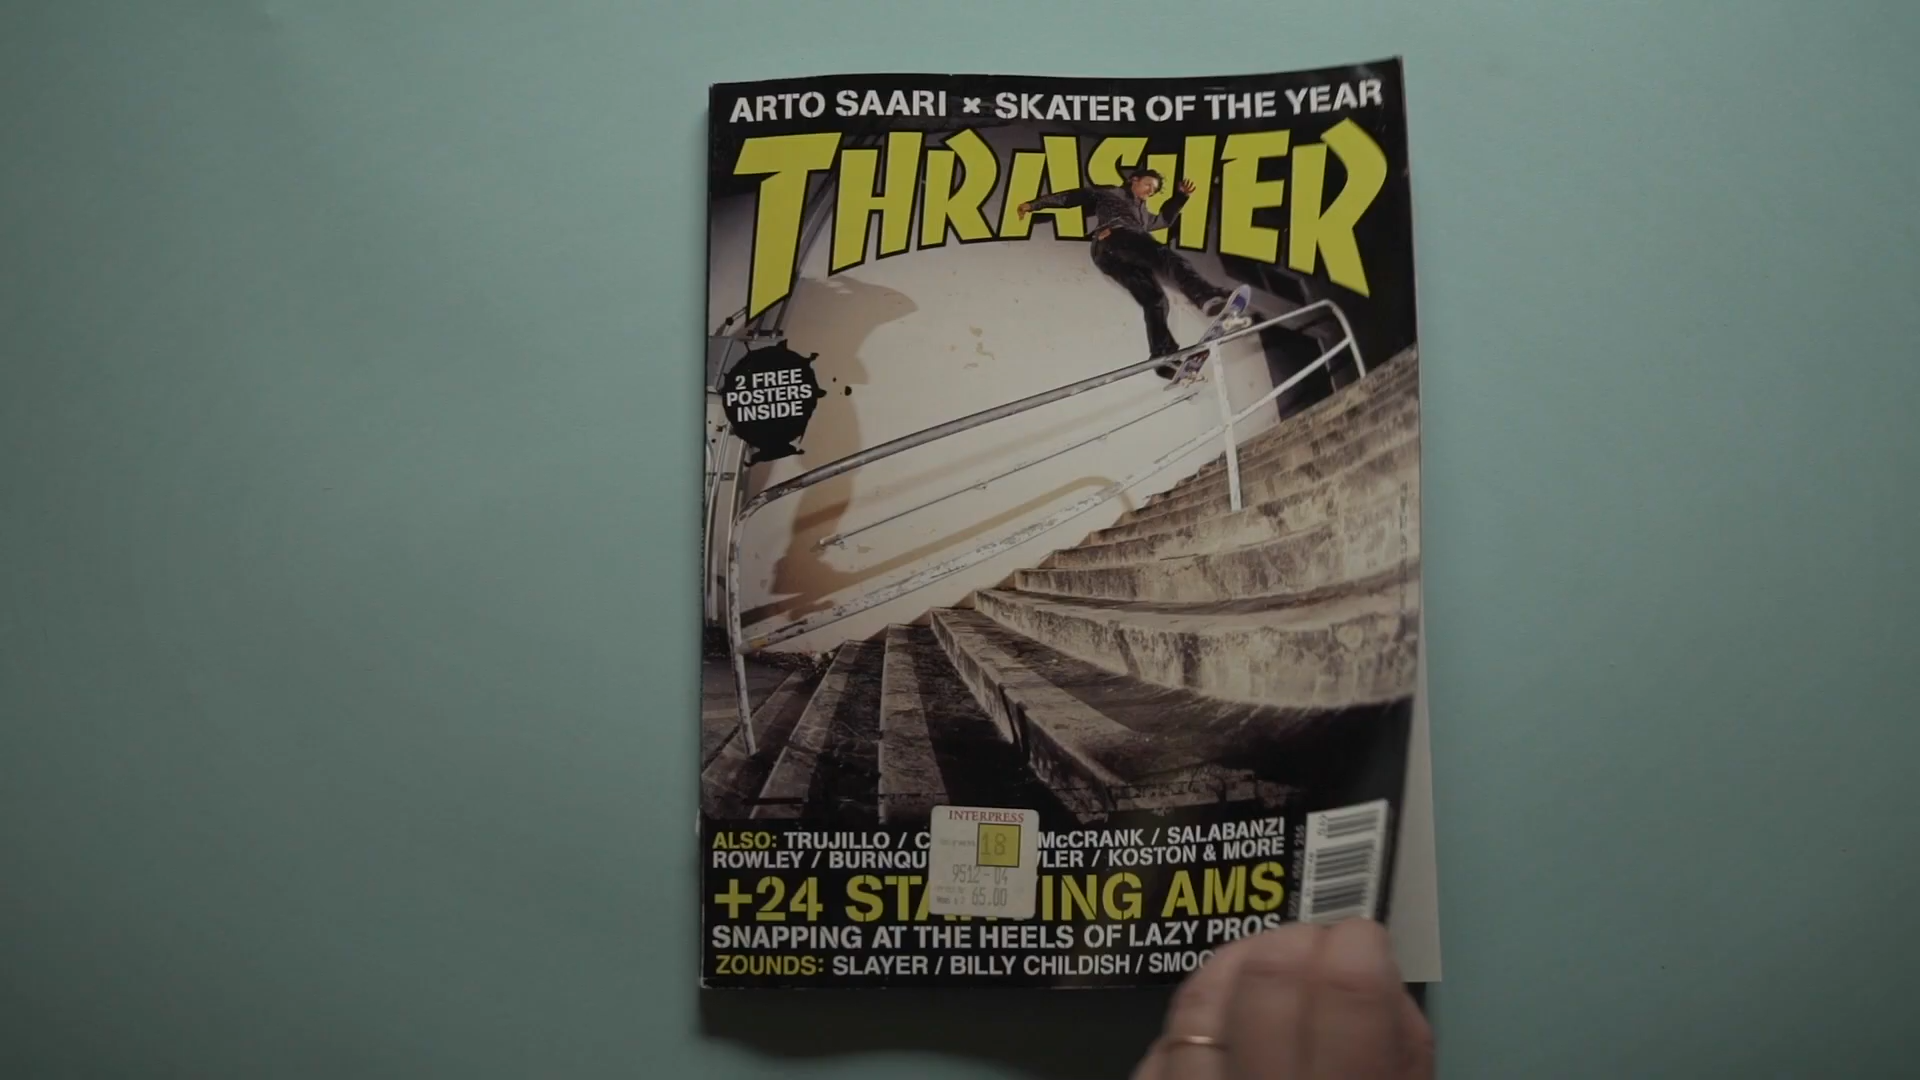 ARTO SAARI × SKATER OF THE YEAR
THRASHER
2 FREE
POSTERS
INSIDE
ALSO: TRUJILLO / C McCRANK / SALABANZI
ROWLEY / BURNQU LER / KOSTON & MORE
+24 STA ING AMS
SNAPPING AT THE HEELS OF LAZY PROS
ZOUNDS: SLAYER / BILLY CHILDISH / SMO
INTERPRESS
18
9512-04
65.00